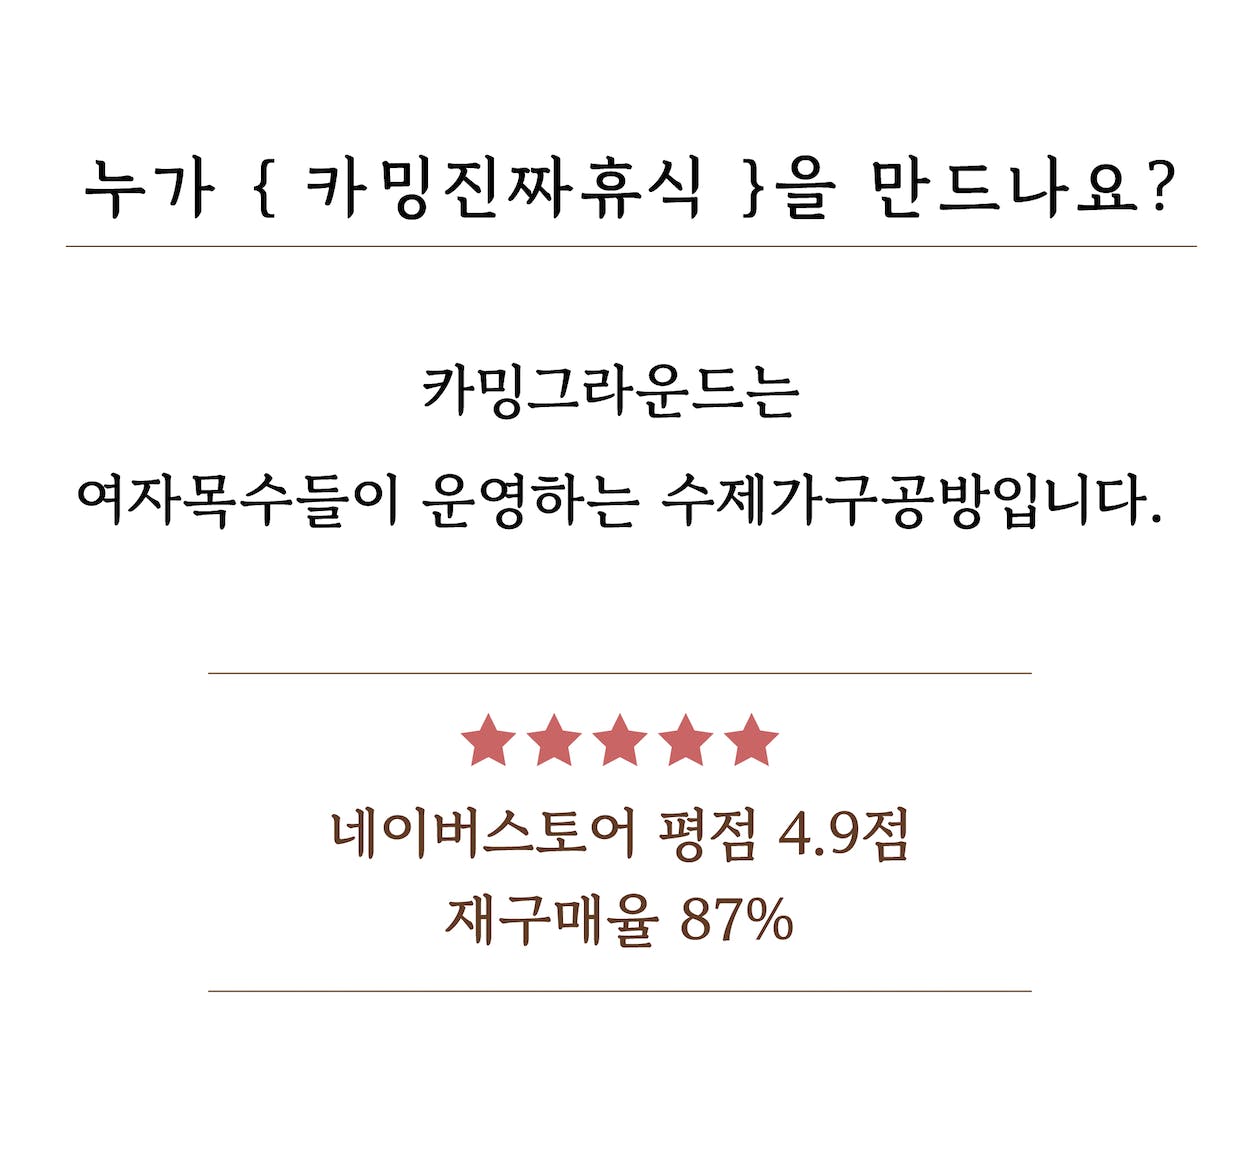 누가 { 카밍진짜휴식 }을 만드나요?
카밍그라운드는
여자목수들이 운영하는 수제가구공방입니다.
네이버스토어 평점 4.9점
재구매율 87%